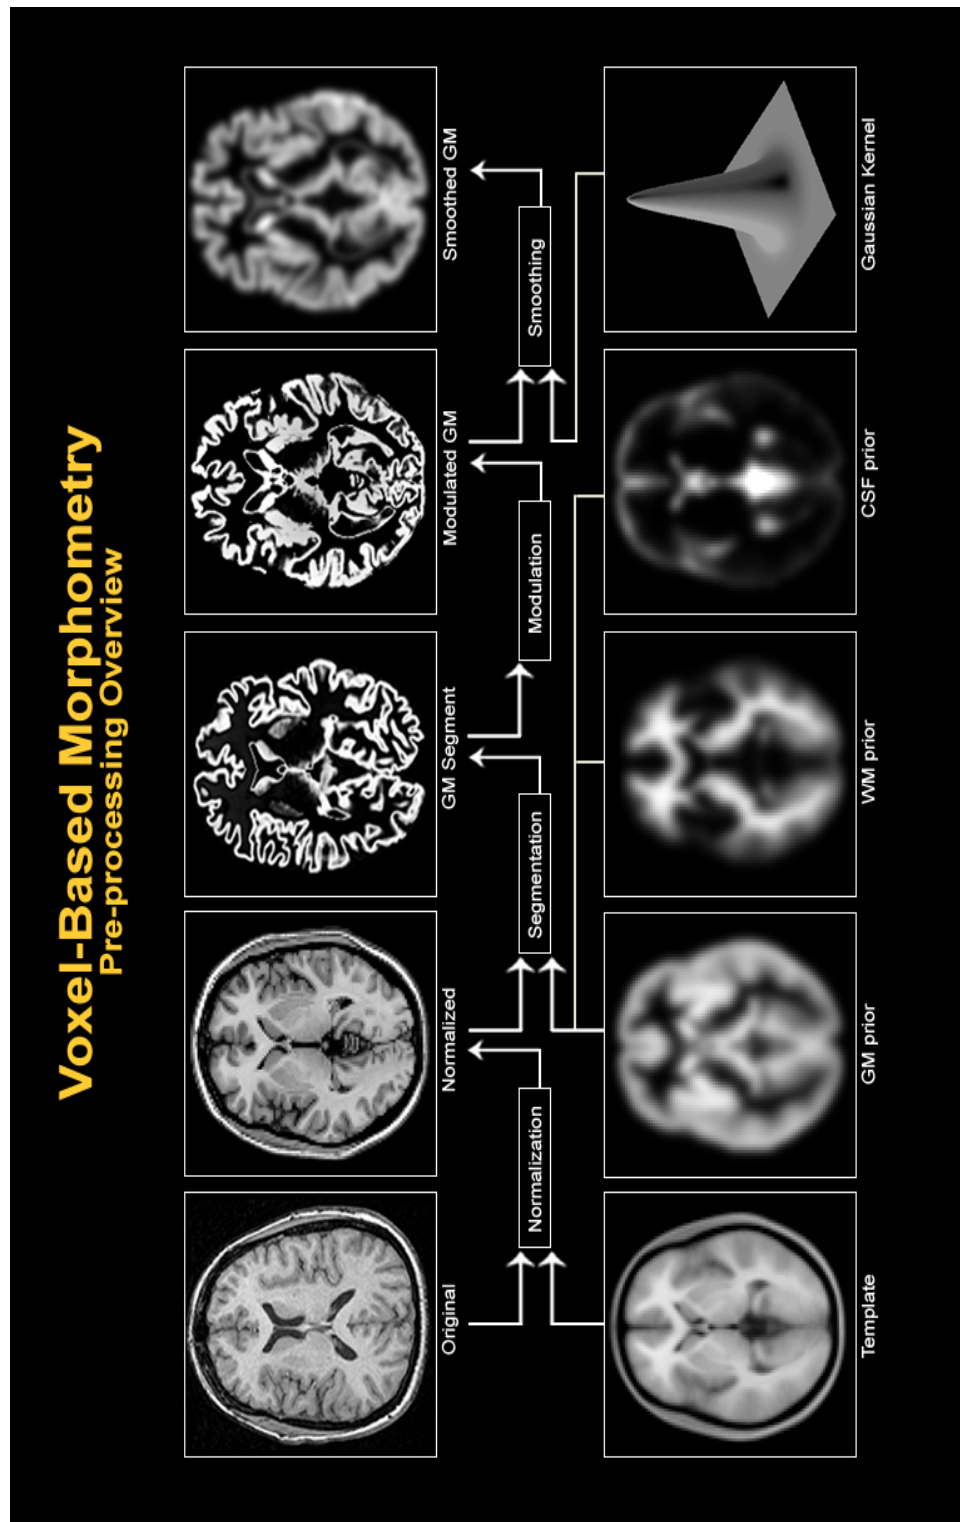 Voxel-Based Morphometry
Pre-processing Overview
Original
Normalized
GM Segment
Modulated GM
Smoothed GM
Normalization
Segmentation
Modulation
Smoothing
Template
GM prior
WM prior
CSF prior
Gaussian Kernel